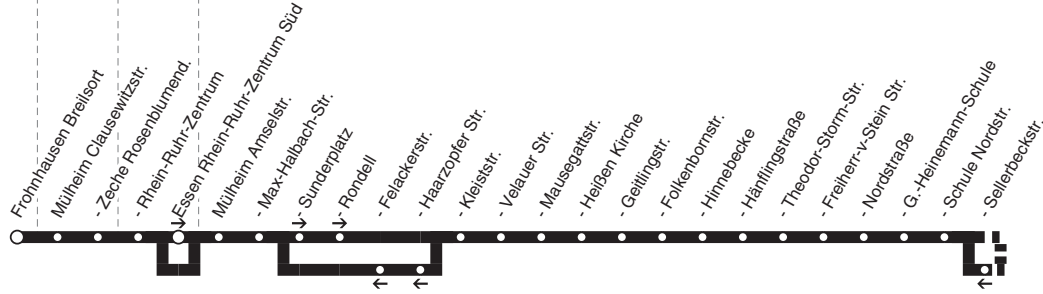 Frohnhausen Breilsort
Mülheim Clausewitzstr.
- Zeche Rosenblumend.
- Rhein-Ruhr-Zentrum
Essen Rhein-Ruhr-Zentrum Süd
Mülheim Amselstr.
- Max-Halbach-Str.
- Sunderplatz
- Rondell
- Felackerstr.
- Haarzopfer Str.
- Kleiststr.
- Velauer Str.
- Mausegattstr.
- Heißen Kirche
- Geitlingstr.
- Folkenbornstr.
- Hinnebecke
- Hänflingstraße
- Theodor-Storm-Str.
- Freiherr-v-Stein Str.
- Nordstraße
- G.-Heinemann-Schule
- Schule Nordstr.
- Sellerbeckstr.